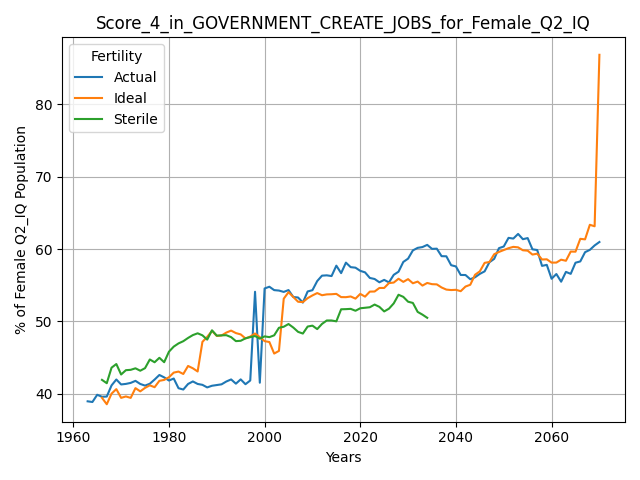 Score_4_in_GOVERNMENT_CREATE_JOBS_for_Female_Q2_IQ
Fertility
Actual
Ideal
Sterile
% of Female Q2_IQ Population
80
70
60
50
40
1960
1980
2000
2020
2040
2060
Years